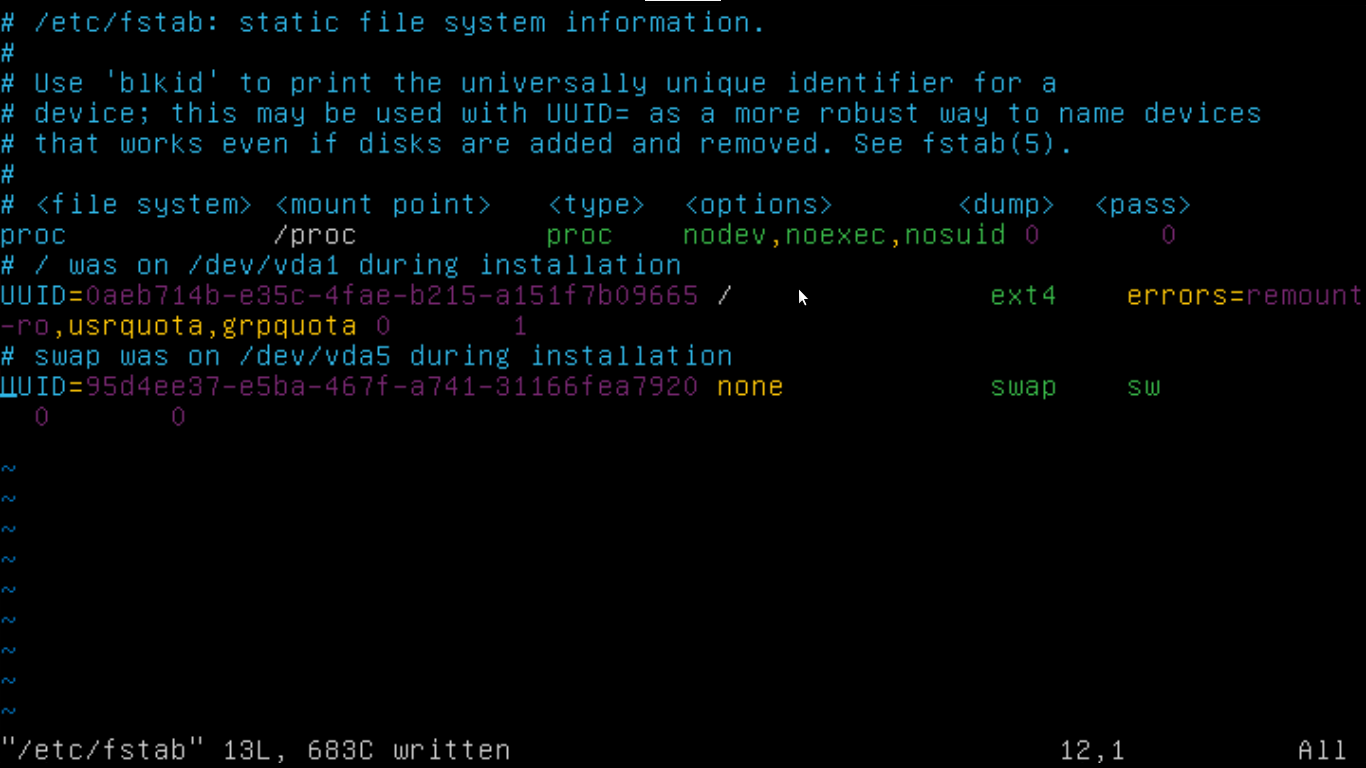 # /etc/fstab: static file system information.
#
# Use 'blkid' to print the universally unique identifier for a
# device; this may be used with UUID= as a more robust way to name devices
# that works even if disks are added and removed. See fstab(5).
#
# <file system> <mount point>   <type>  <options>       <dump>  <pass>
proc            /proc           proc    nodev,noexec,nosuid 0       0
# / was on /dev/vda1 during installation
UUID=0aeb714b-e35c-4fae-b215-a151f7b09665 /               ext4    errors=remount
-ro,usrquota,grpquota 0       1
# swap was on /dev/vda5 during installation
UUID=95d4ee37-e5ba-467f-a741-31166fea7920 none            swap    sw
  0       0
~
~
~
~
~
~
~
~
~
"/etc/fstab" 13L, 683C written                                12,1          All